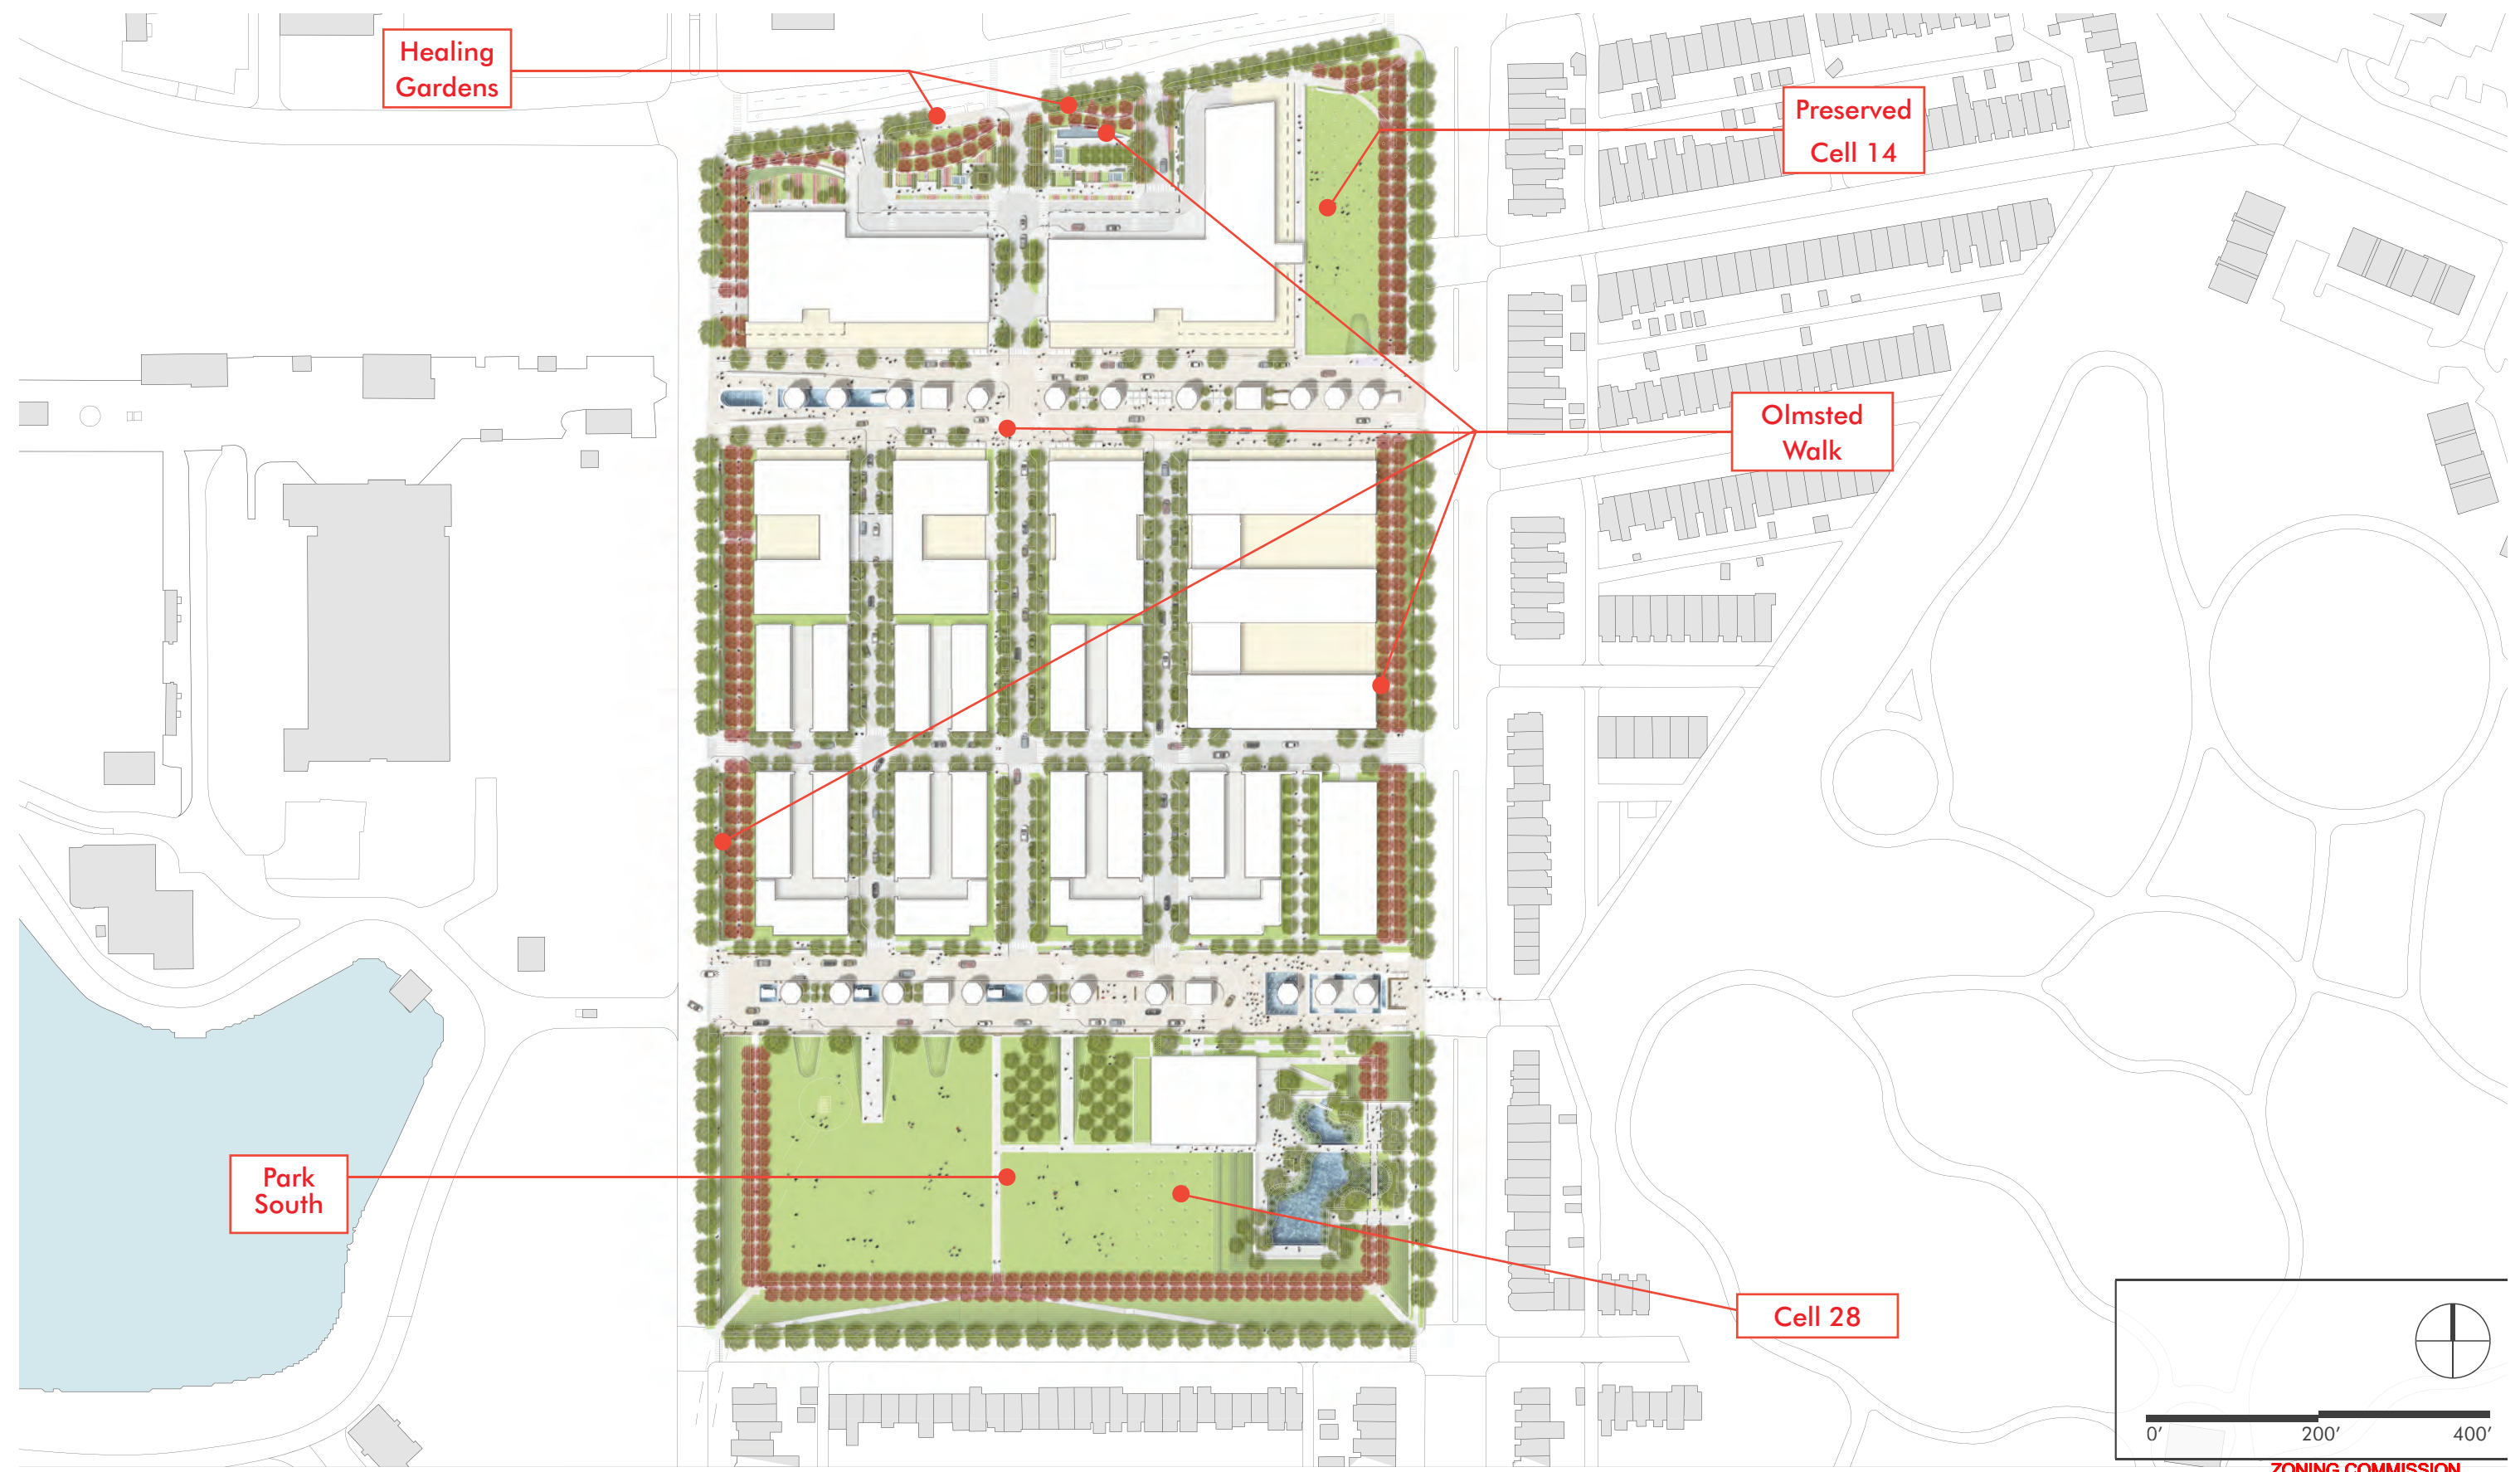 Healing
Gardens
Preserved
Cell 14
Olmsted
Walk
Park
South
Cell 28
0′
200′
400′
ZONING COMMISSION